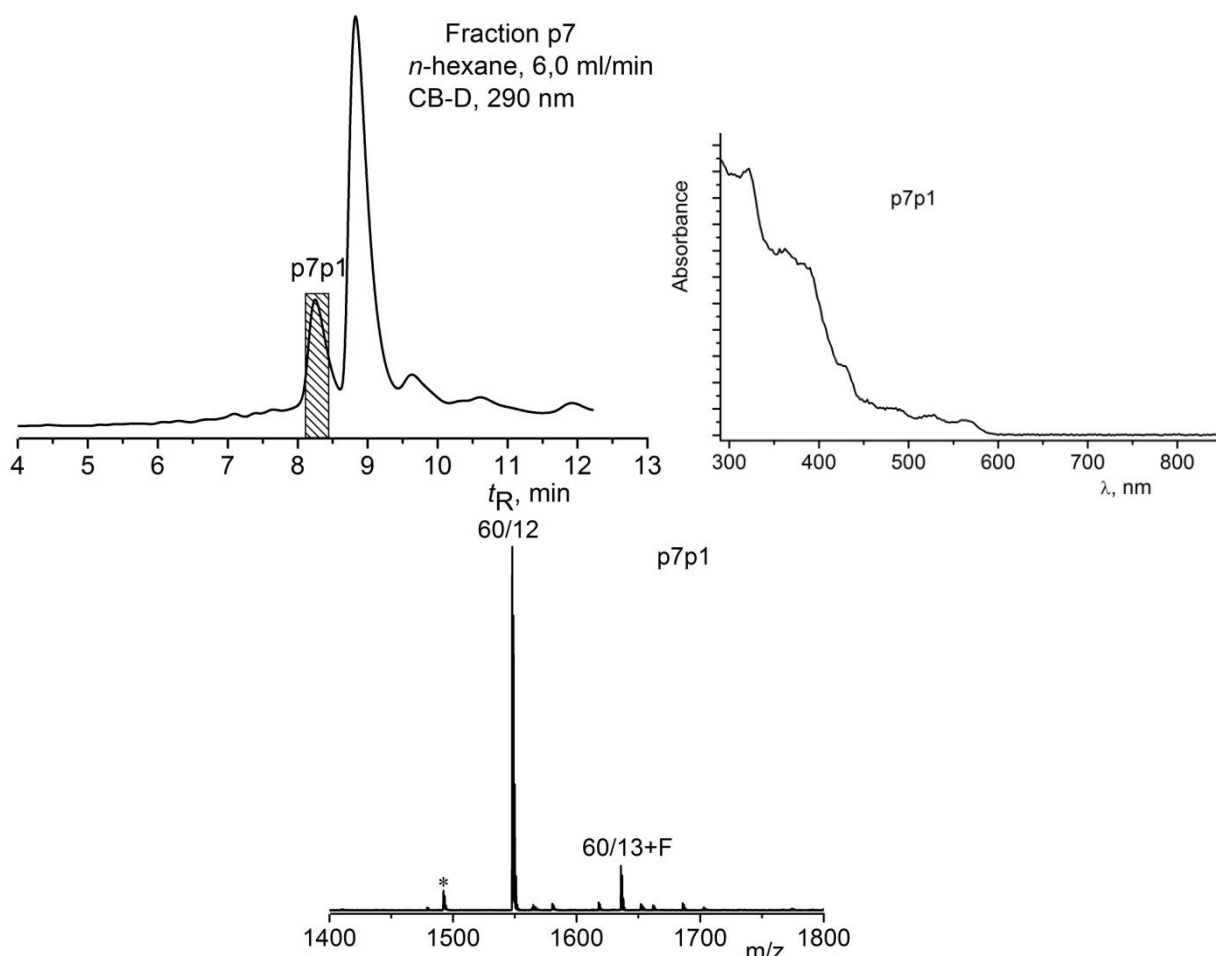 Fraction p7
n-hexane, 6,0 ml/min
CB-D, 290 nm
p7p1
4 5 6 7 8 9 10 11 12 13
tR, min
Absorbance
p7p1
300 400 500 600 700 800
λ, nm
60/12
p7p1
60/13+F
*
1400 1500 1600 1700 1800
m/z